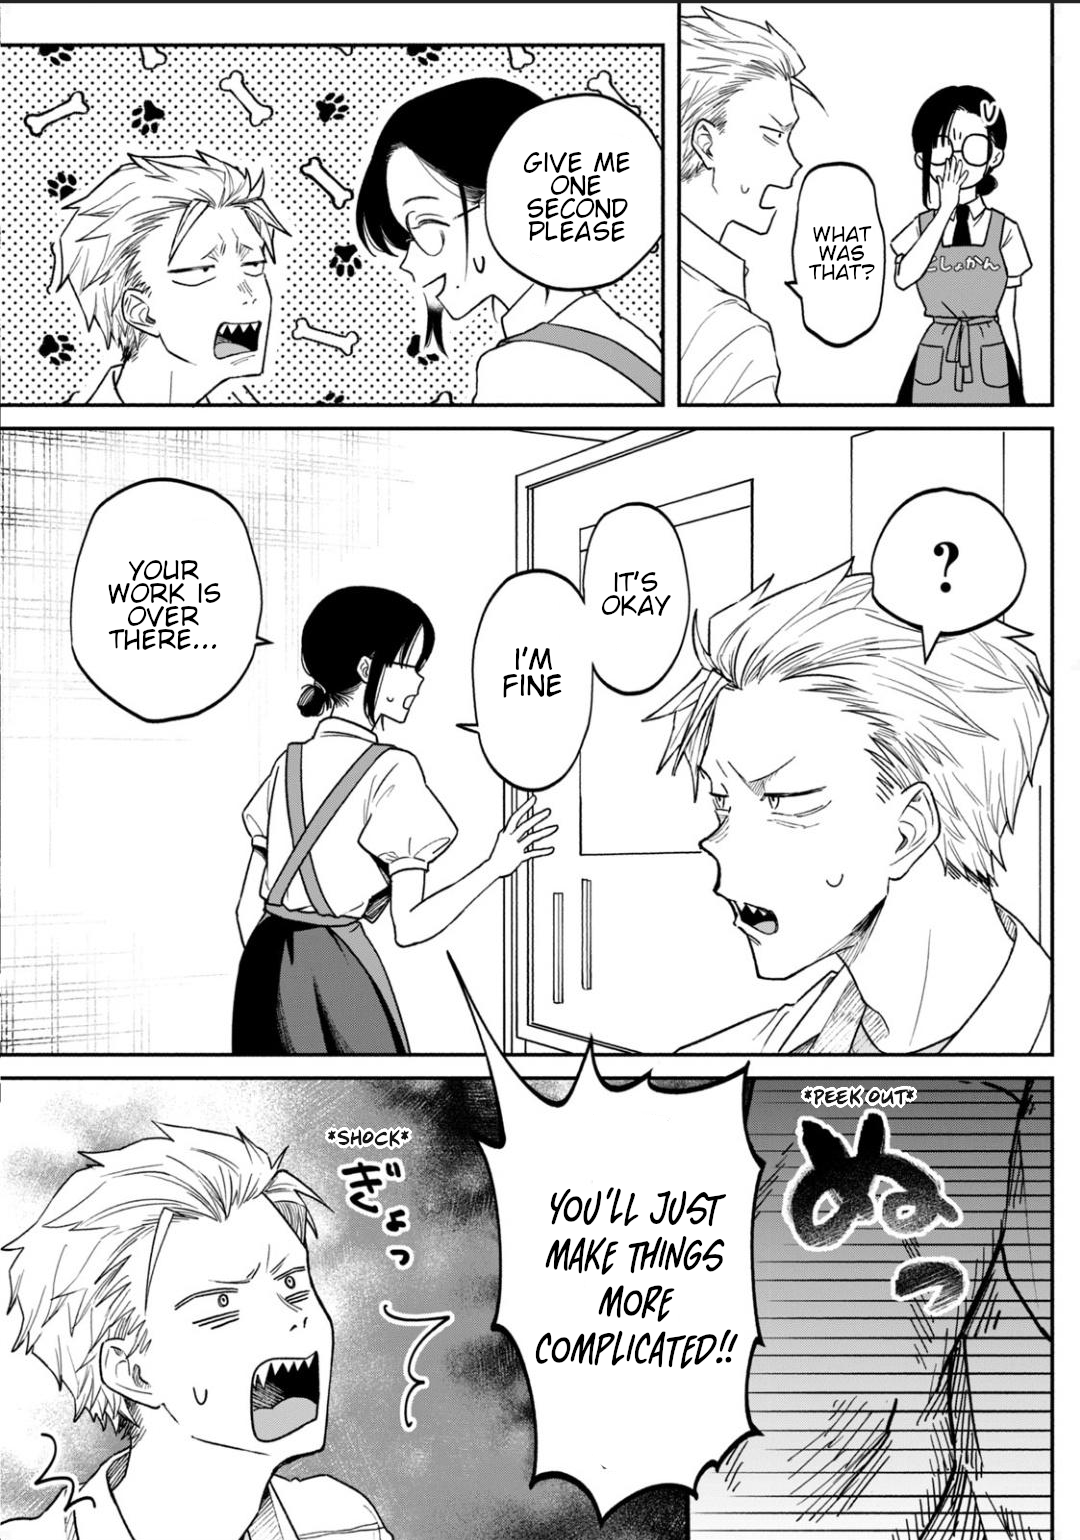 WHAT
WAS
THAT?
としょかん
GIVE ME
ONE
SECOND
PLEASE
?
IT'S
OKAY
I'M
FINE
YOUR
WORK IS
OVER
THERE...
*PEEK OUT*
ぬっ
YOU'LL JUST
MAKE THINGS
MORE
COMPLICATED!!
*SHOCK*
ぎょっ